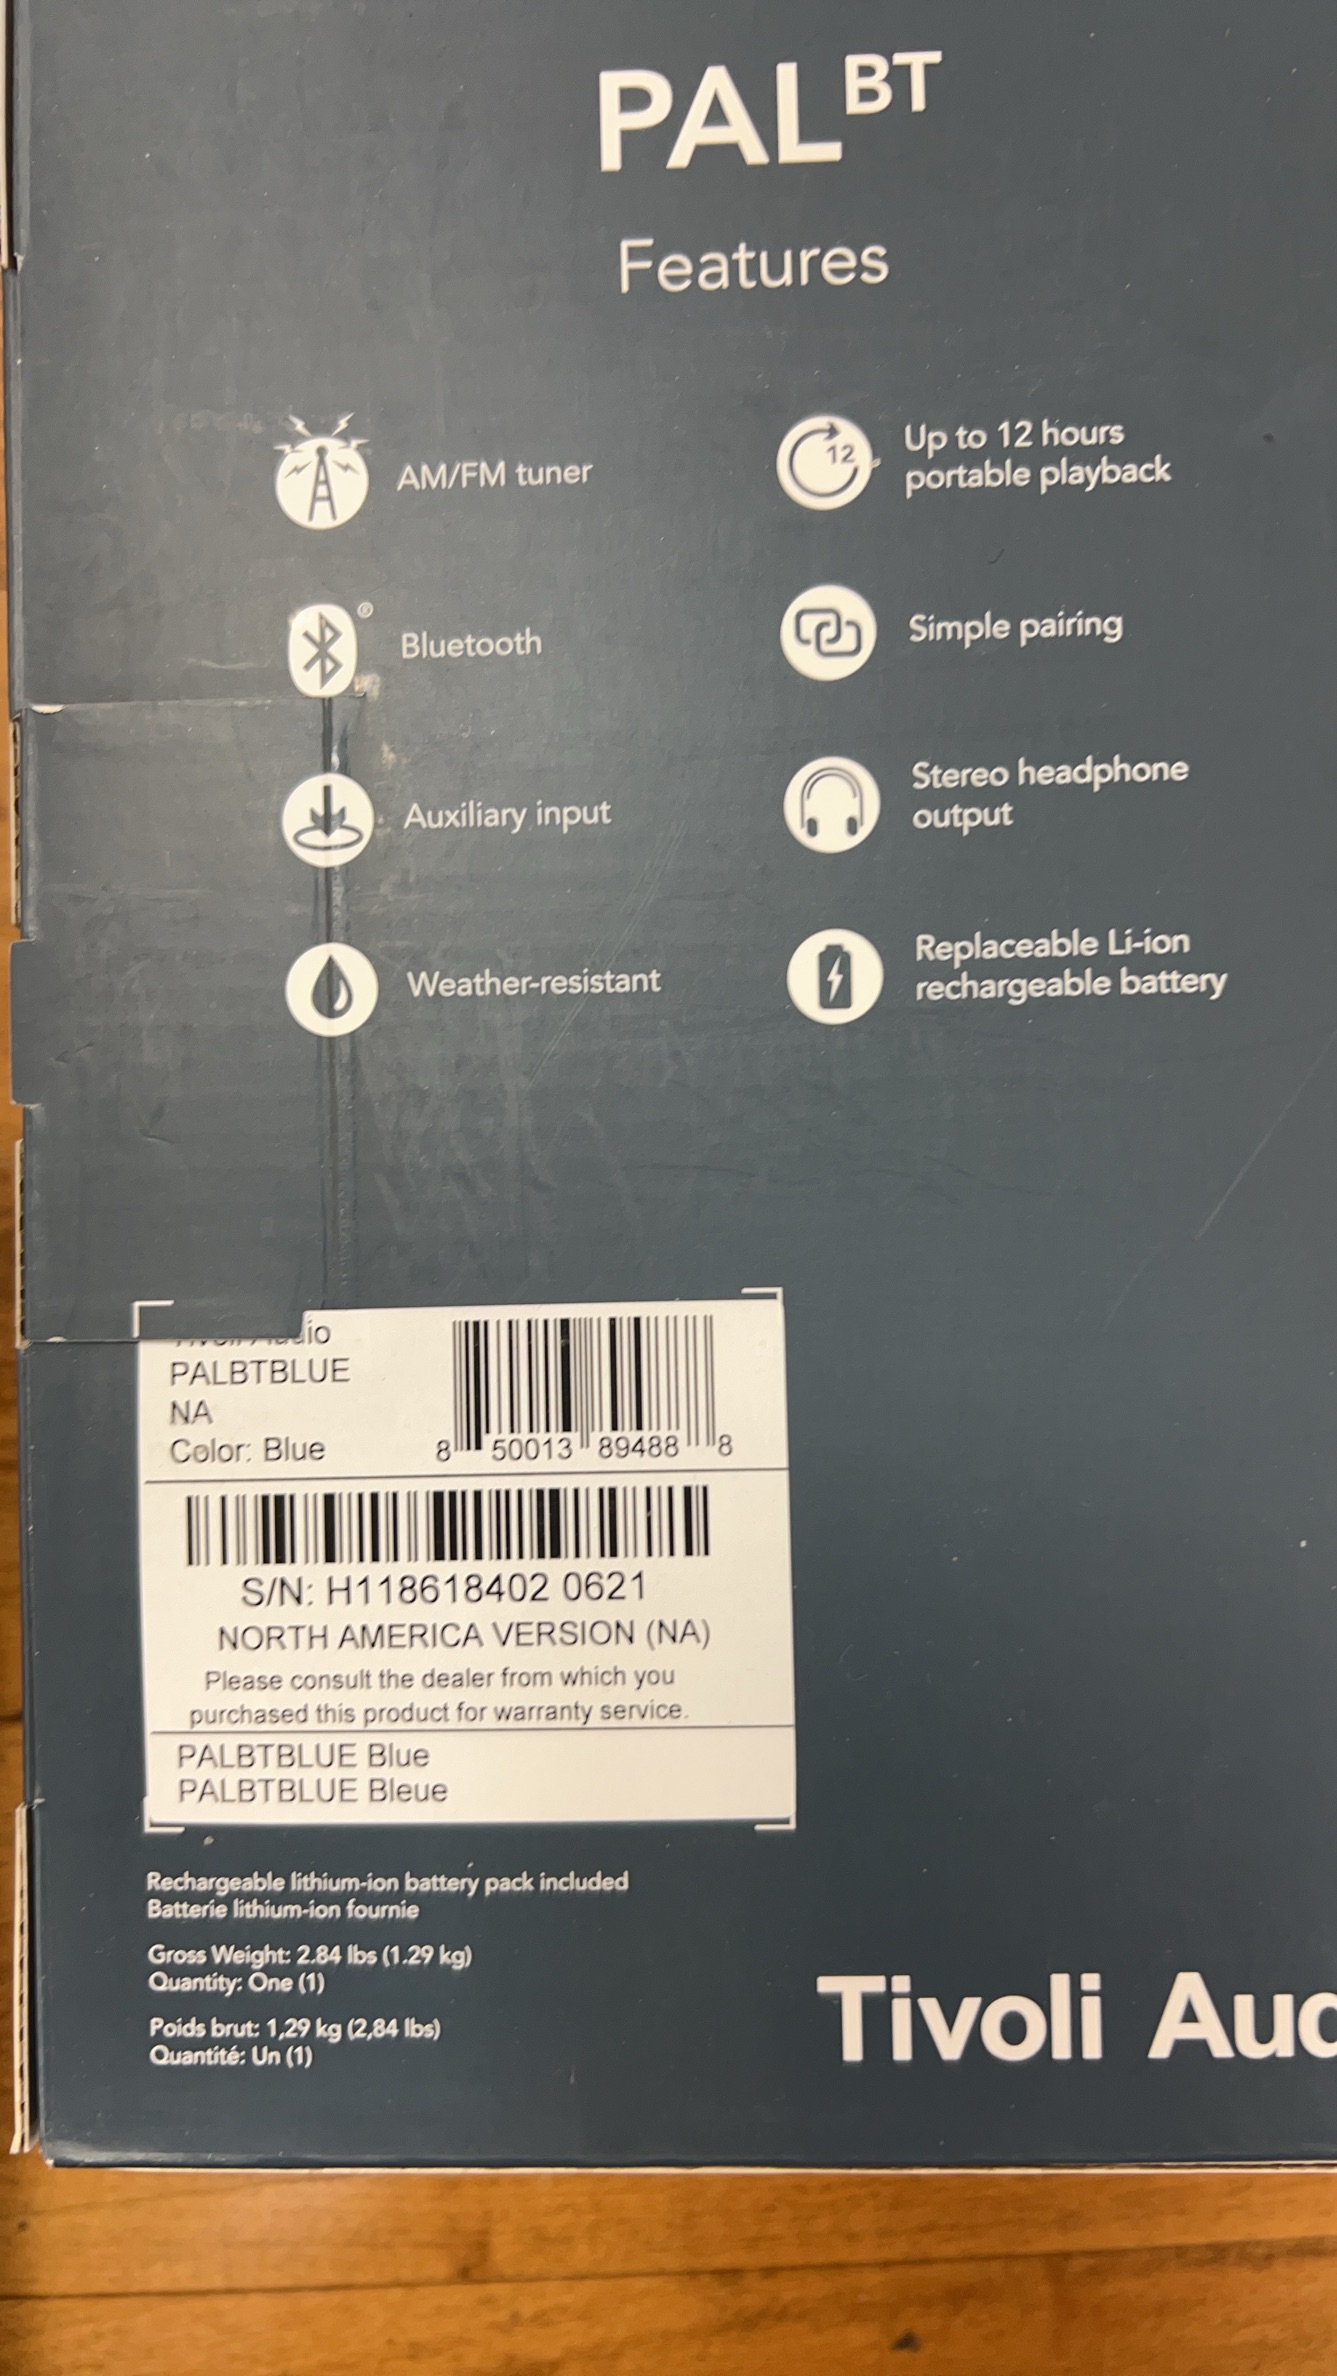 PAL BT
Features
AM/FM tuner
Up to 12 hours
portable playback
12
®
Bluetooth
Simple pairing
Auxiliary input
Stereo headphone
output
Weather-resistant
Replaceable Li-ion
rechargeable battery
PALBTBLUE
NA
Color: Blue
8 50013 89488 8
S/N: H118618402 0621
NORTH AMERICA VERSION (NA)
Please consult the dealer from which you
purchased this product for warranty service.
PALBTBLUE Blue
PALBTBLUE Bleue
Rechargeable lithium-ion battery pack included
Batterie lithium-ion fournie
Gross Weight: 2.84 lbs (1.29 kg)
Quantity: One (1)
Poids brut: 1,29 kg (2,84 lbs)
Quantité: Un (1)
Tivoli